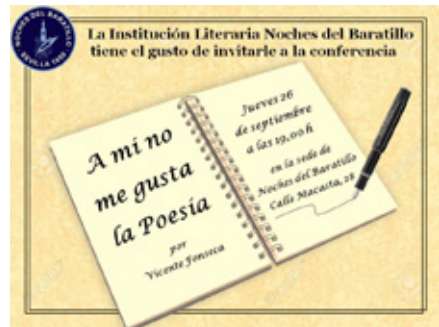 NOCHES DEL BARATILLO
SEVILLA 1950
La Institución Literaria Noches del Baratillo
tiene el gusto de invitarle a la conferencia
A mi no
me gusta
la Poesía
por
Vicente Fonseca
Jueves 26
de septiembre
a las 19,00 h
en la sede de
Noches del Baratillo
Calle Macasta, 28